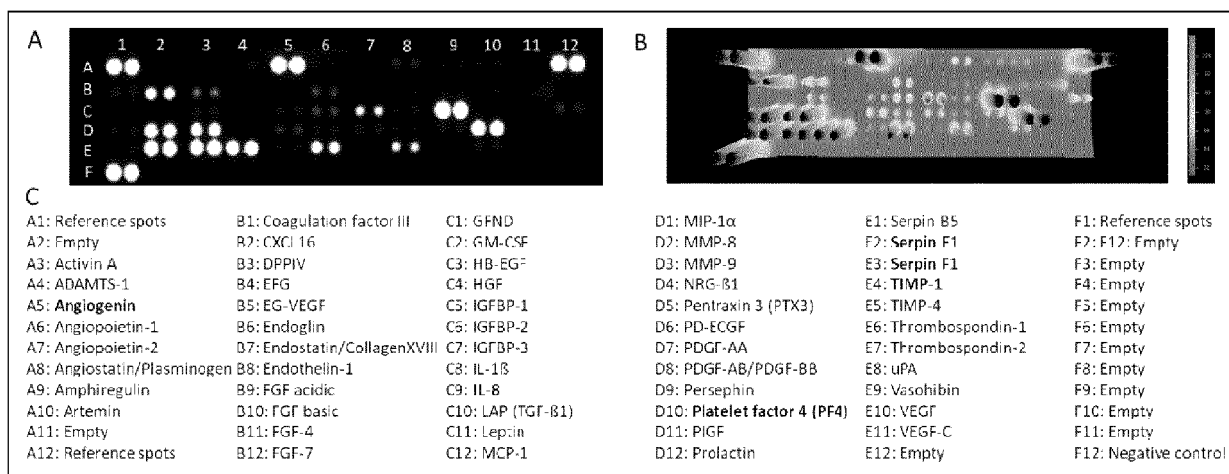 A
B
1 2 3 4 5 6 7 8 9 10 11 12
A
B
C
D
E
F
C
A1: Reference spots B1: Coagulation factor III C1: GFND D1: MIP-1α E1: Serpin B5 F1: Reference spots
A2: Empty B2: CXCL16 C2: GM-CSF D2: MMP-8 E2: Serpin F1 F2: F12: Empty
A3: Activin A B3: DPPIV C3: HB-EGF D3: MMP-9 E3: Serpin F1 F3: Empty
A4: ADAMTS-1 B4: EFG C4: HGF D4: NRG-ß1 E4: TIMP-1 F4: Empty
A5: Angiogenin B5: EG-VEGF C5: IGFBP-1 D5: Pentraxin 3 (PTX3) E5: TIMP-4 F5: Empty
A6: Angiopoietin-1 B6: Endoglin C6: IGFBP-2 D6: PD-ECGF E6: Thrombospondin-1 F6: Empty
A7: Angiopoietin-2 B7: Endostatin/CollagenXVIII C7: IGFBP-3 D7: PDGF-AA E7: Thrombospondin-2 F7: Empty
A8: Angiostatin/Plasminogen B8: Endothelin-1 C8: IL-1ß D8: PDGF-AB/PDGF-BB E8: uPA F8: Empty
A9: Amphiregulin B9: FGF acidic C9: IL-8 D9: Persephin E9: Vasohibin F9: Empty
A10: Artemin B10: FGF basic C10: LAP (TGF-ß1) D10: Platelet factor 4 (PF4) E10: VEGF F10: Empty
A11: Empty B11: FGF-4 C11: Leptin D11: PIGF E11: VEGF-C F11: Empty
A12: Reference spots B12: FGF-7 C12: MCP-1 D12: Prolactin E12: Empty F12: Negative control